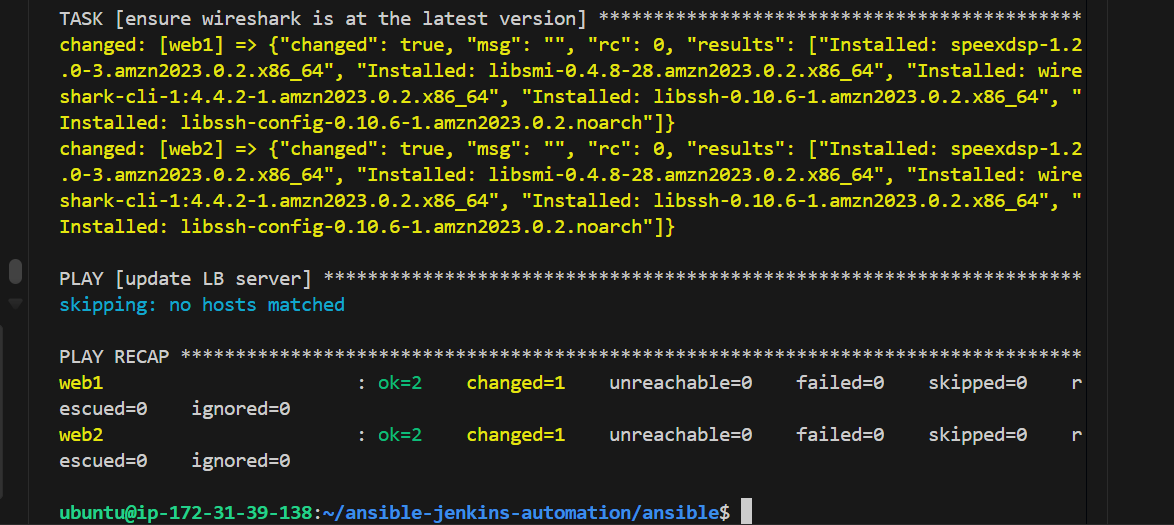 TASK [ensure wireshark is at the latest version] ********************************************
changed: [web1] => {"changed": true, "msg": "", "rc": 0, "results": ["Installed: speexdsp-1.2
.0-3.amzn2023.0.2.x86_64", "Installed: libsmi-0.4.8-28.amzn2023.0.2.x86_64", "Installed: wire
shark-cli-1:4.4.2-1.amzn2023.0.2.x86_64", "Installed: libssh-0.10.6-1.amzn2023.0.2.x86_64", "
Installed: libssh-config-0.10.6-1.amzn2023.0.2.noarch"]}
changed: [web2] => {"changed": true, "msg": "", "rc": 0, "results": ["Installed: speexdsp-1.2
.0-3.amzn2023.0.2.x86_64", "Installed: libsmi-0.4.8-28.amzn2023.0.2.x86_64", "Installed: wire
shark-cli-1:4.4.2-1.amzn2023.0.2.x86_64", "Installed: libssh-0.10.6-1.amzn2023.0.2.x86_64", "
Installed: libssh-config-0.10.6-1.amzn2023.0.2.noarch"]}
PLAY [update LB server] *********************************************************************
skipping: no hosts matched
PLAY RECAP **********************************************************************************
web1                       : ok=2    changed=1    unreachable=0    failed=0    skipped=0    r
escued=0    ignored=0
web2                       : ok=2    changed=1    unreachable=0    failed=0    skipped=0    r
escued=0    ignored=0
ubuntu@ip-172-31-39-138:~/ansible-jenkins-automation/ansible$